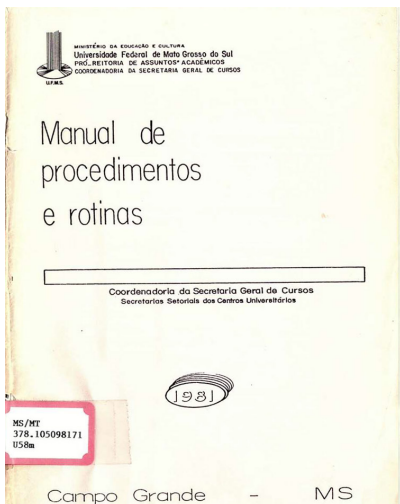 MINISTÉRIO DA EDUCAÇÃO E CULTURA
Universidade Federal de Mato Grosso do Sul
PRÓ_REITORIA DE ASSUNTOS ACADÊMICOS
COORDENADORIA DA SECRETARIA GERAL DE CURSOS
U.F.M.S.
Manual de
procedimentos
e rotinas
Coordenadoria da Secretaria Geral de Cursos
Secretarias Setoriais dos Centros Universitários
1981
MS/MT
378.105098171
U58m
Campo Grande - MS